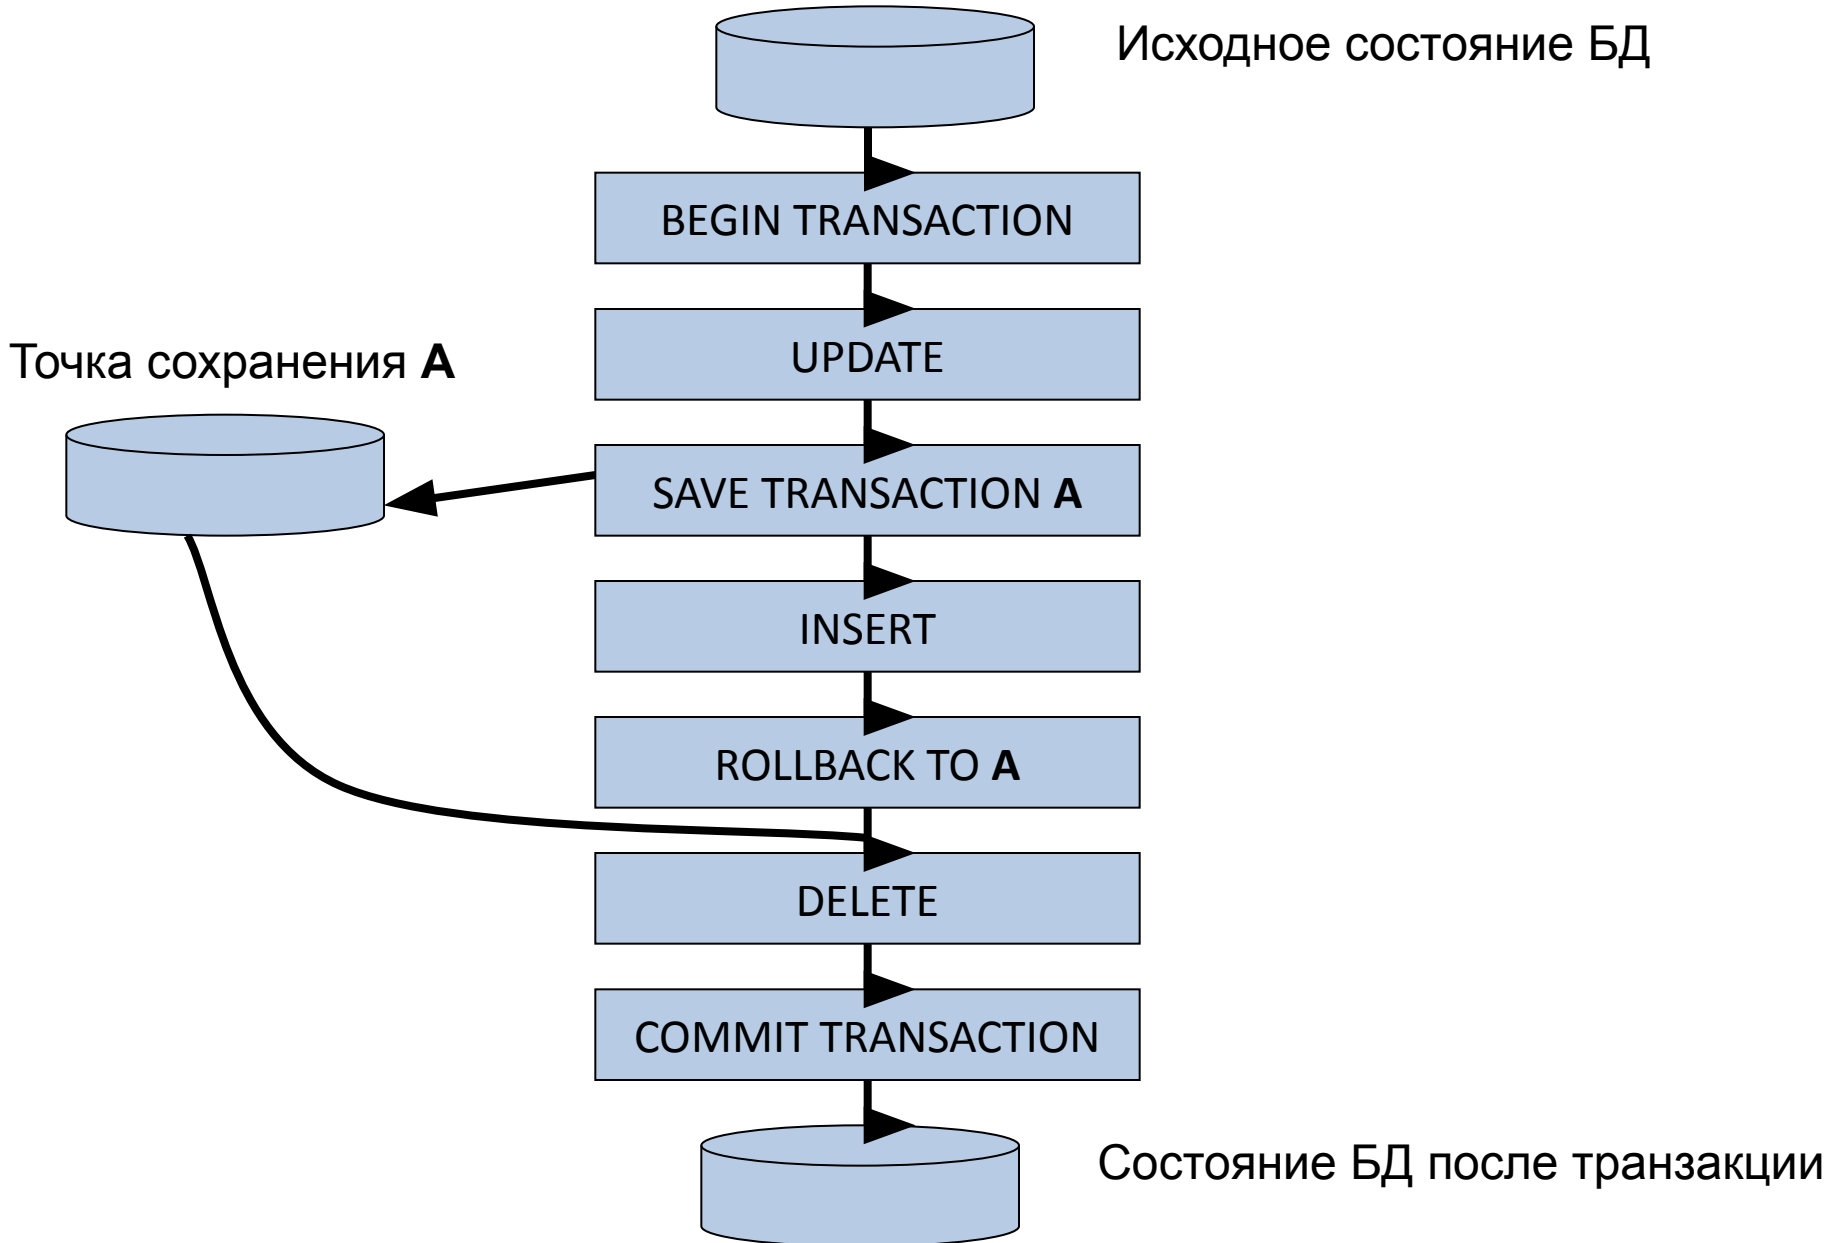 Исходное состояние БД
BEGIN TRANSACTION
UPDATE
Точка сохранения A
SAVE TRANSACTION A
INSERT
ROLLBACK TO A
DELETE
COMMIT TRANSACTION
Состояние БД после транзакции